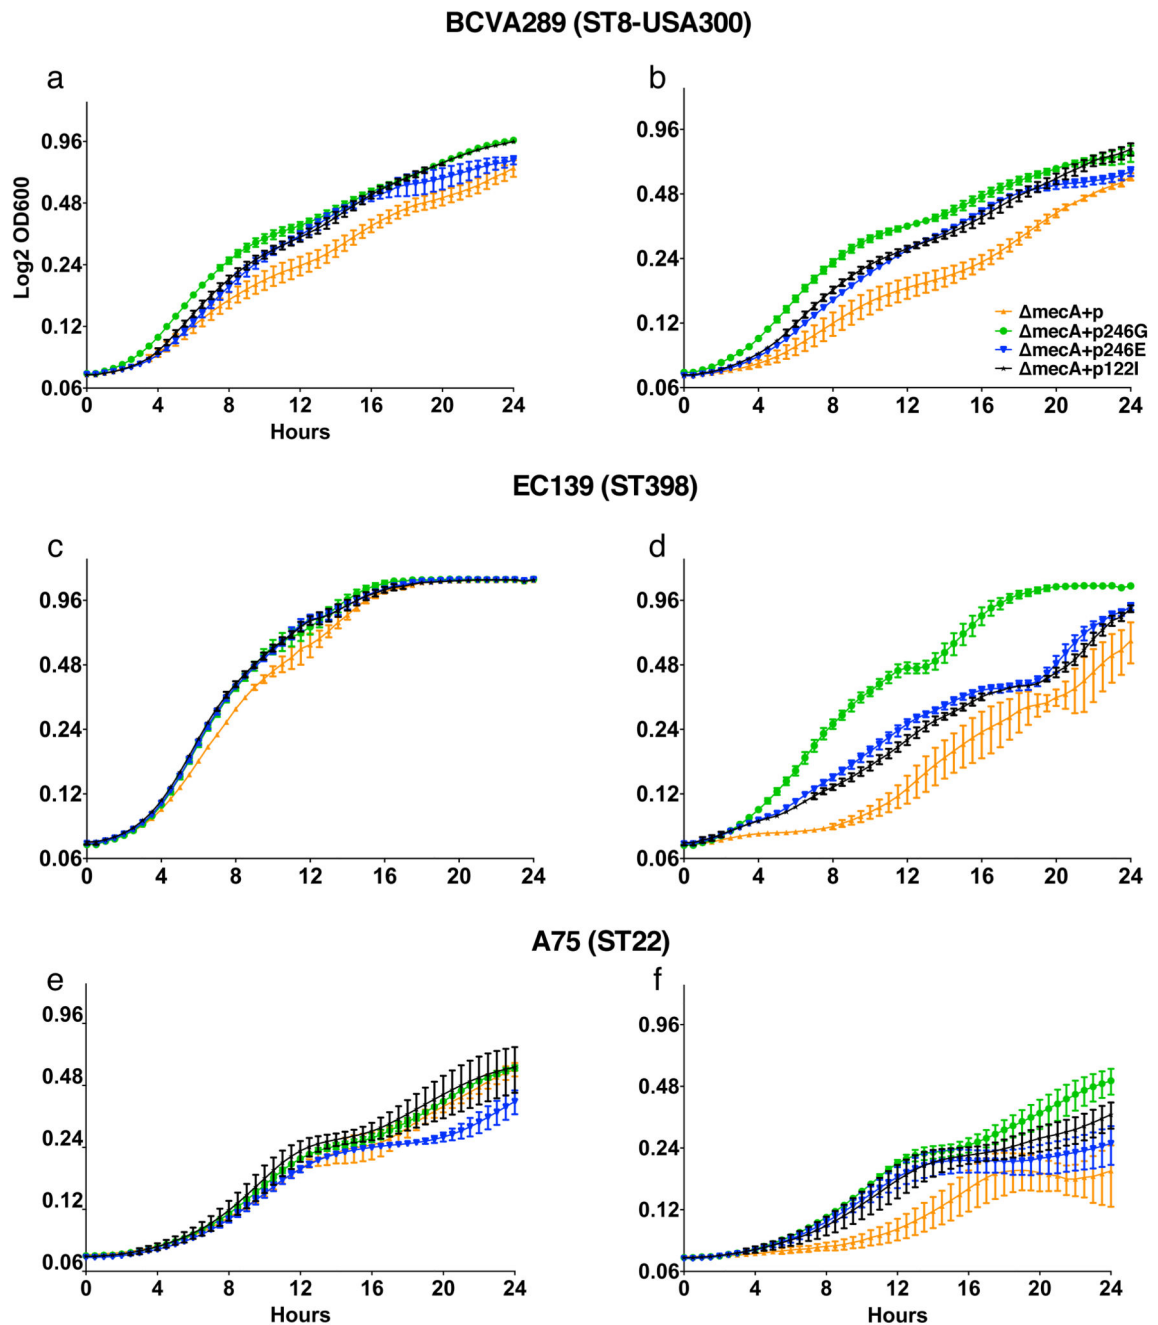 BCVA289 (ST8-USA300)
a
b
Log2 OD600
0.96
0.48
0.24
0.12
0.06
0 4 8 12 16 20 24
Hours
0.96
0.48
0.24
0.12
0.06
0 4 8 12 16 20 24
ΔmecA+p
ΔmecA+p246G
ΔmecA+p246E
ΔmecA+p122I
EC139 (ST398)
c
d
0.96
0.48
0.24
0.12
0.06
0 4 8 12 16 20 24
0.96
0.48
0.24
0.12
0.06
0 4 8 12 16 20 24
A75 (ST22)
e
f
0.96
0.48
0.24
0.12
0.06
0 4 8 12 16 20 24
Hours
0.96
0.48
0.24
0.12
0.06
0 4 8 12 16 20 24
Hours